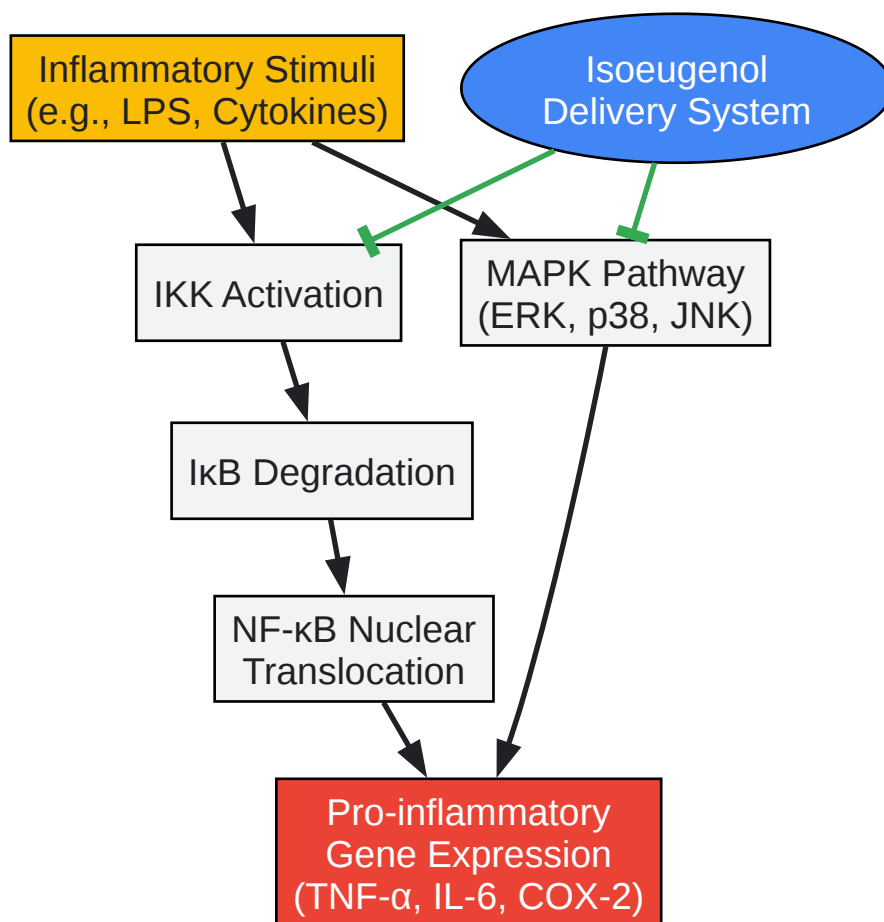 Inflammatory Stimuli
(e.g., LPS, Cytokines)
Isoeugenol
Delivery System
IKK Activation
MAPK Pathway
(ERK, p38, JNK)
IκB Degradation
NF-κB Nuclear
Translocation
Pro-inflammatory
Gene Expression
(TNF-α, IL-6, COX-2)